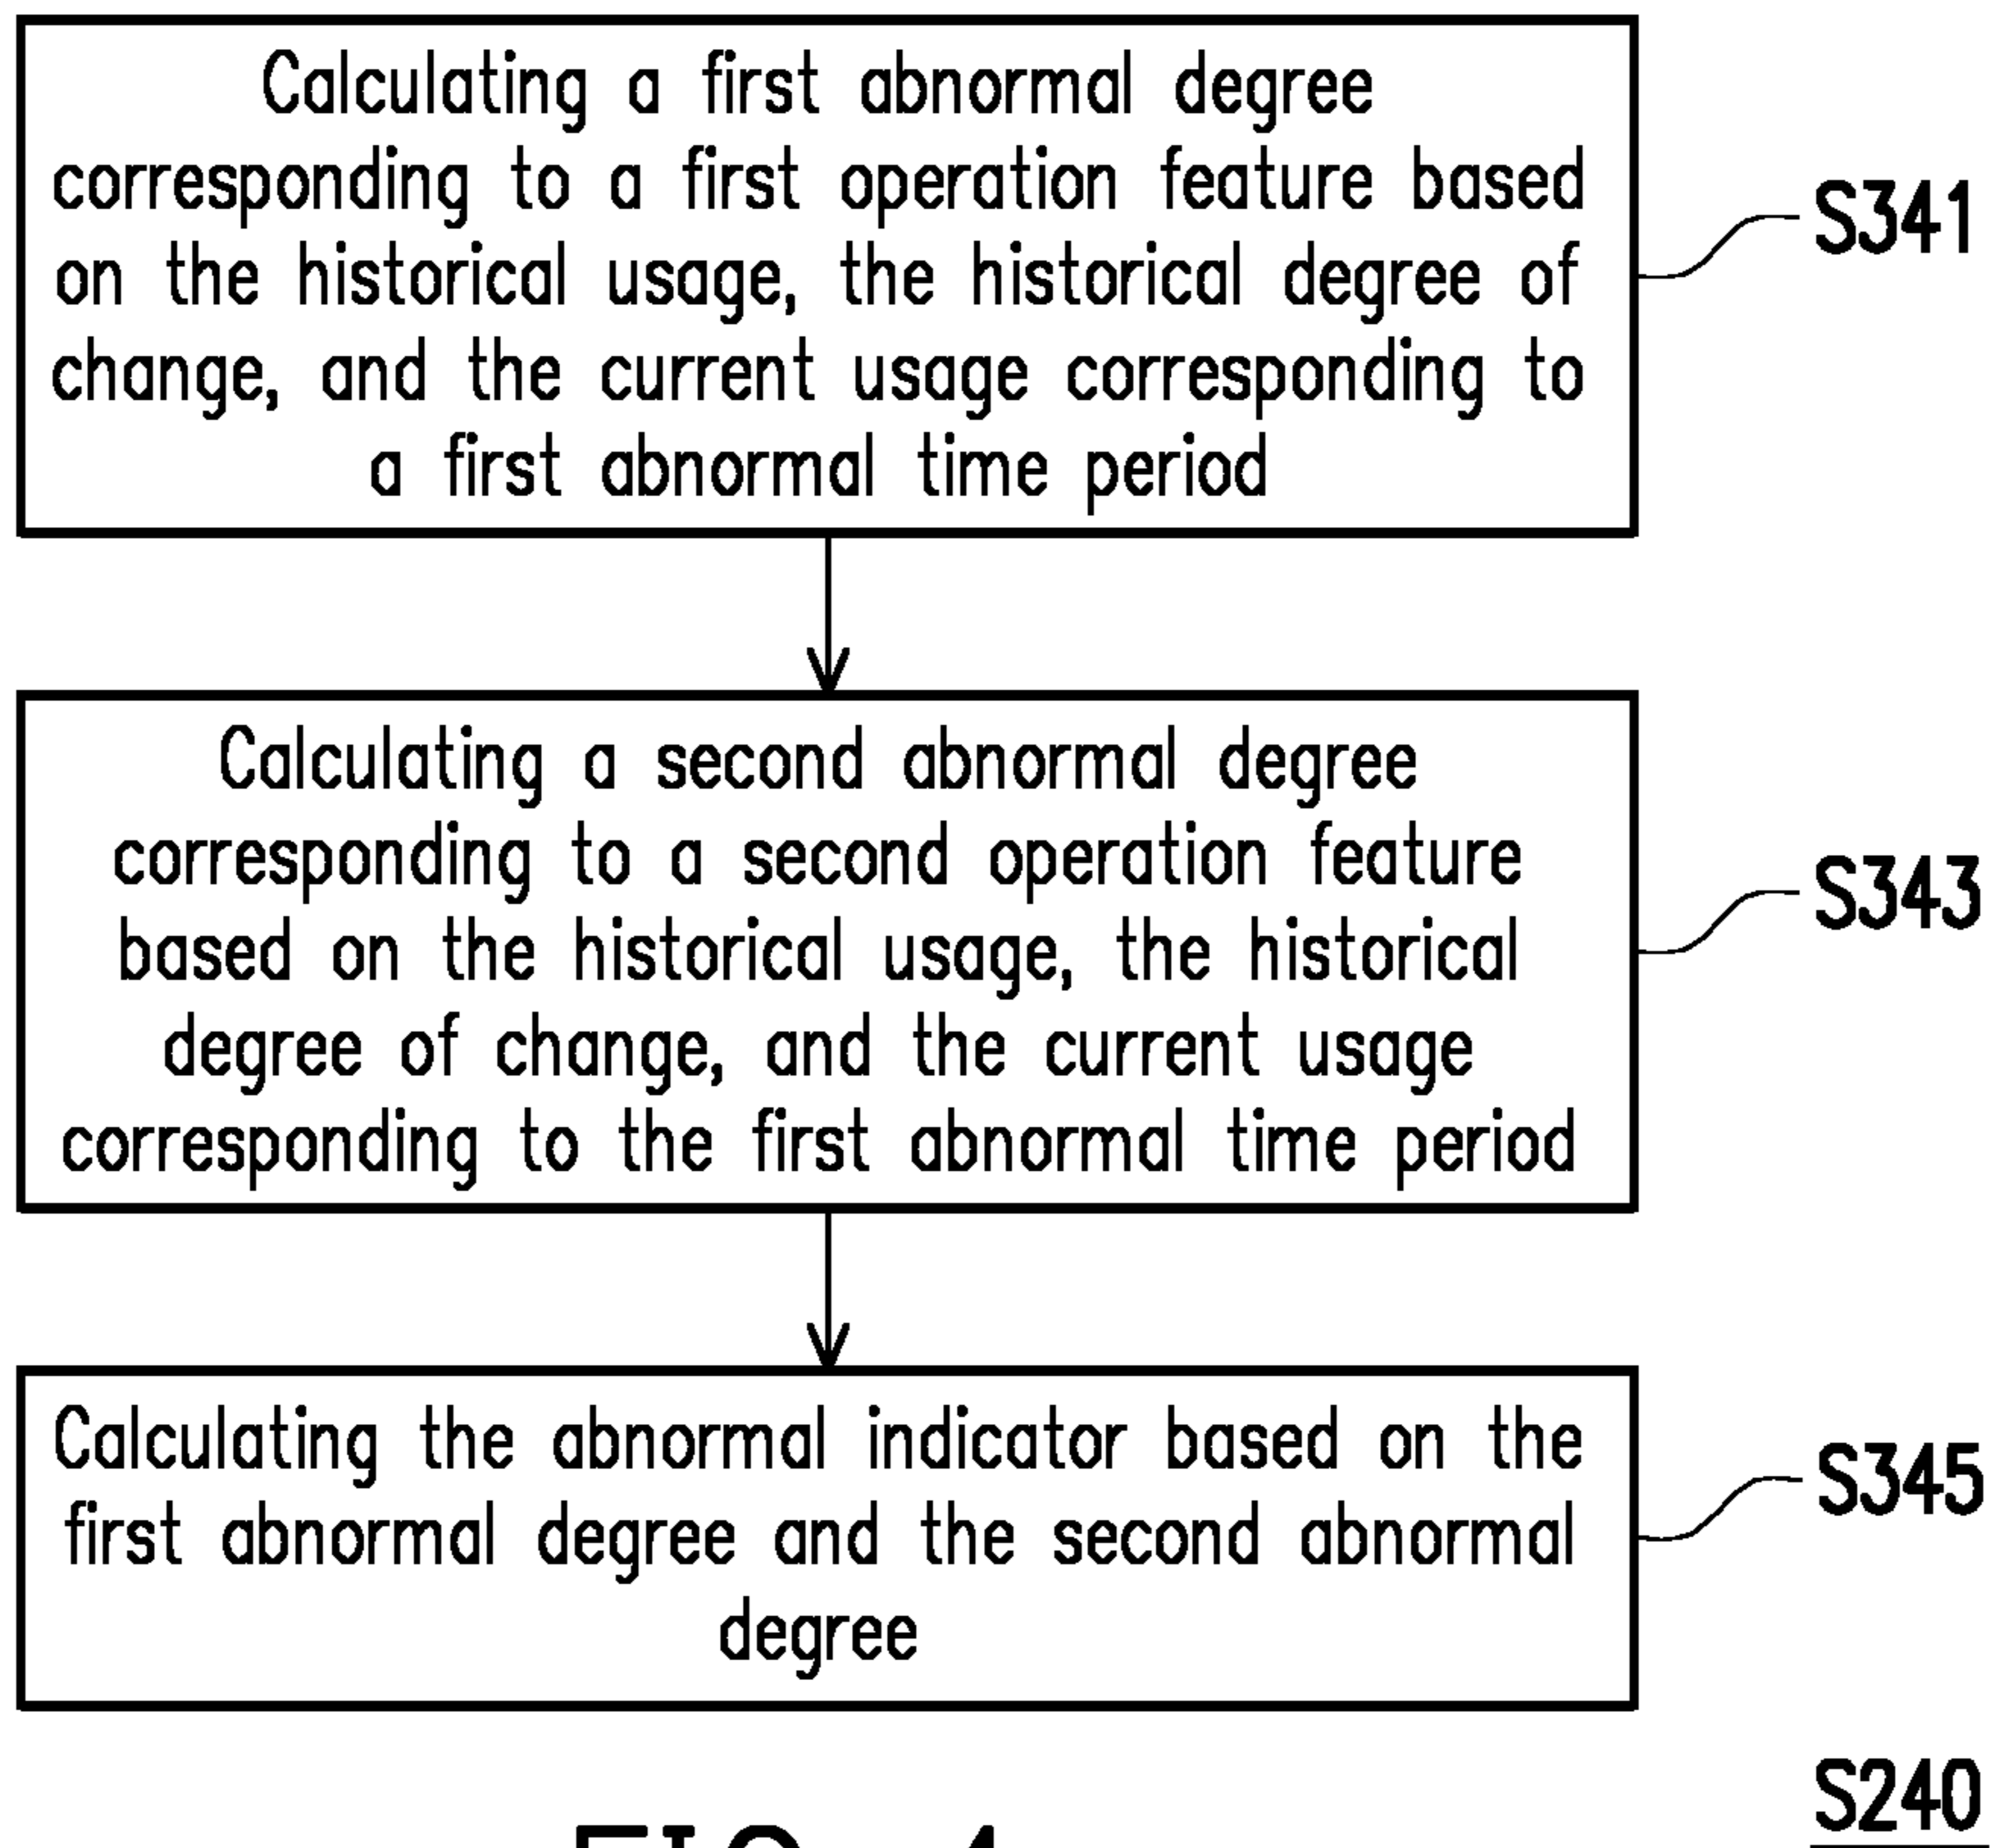 Calculating a first abnormal degree
corresponding to a first operation feature based
on the historical usage, the historical degree of
change, and the current usage corresponding to
a first abnormal time period
S341
Calculating a second abnormal degree
corresponding to a second operation feature
based on the historical usage, the historical
degree of change, and the current usage
corresponding to the first abnormal time period
S343
Calculating the abnormal indicator based on the
first abnormal degree and the second abnormal
degree
S345
S240